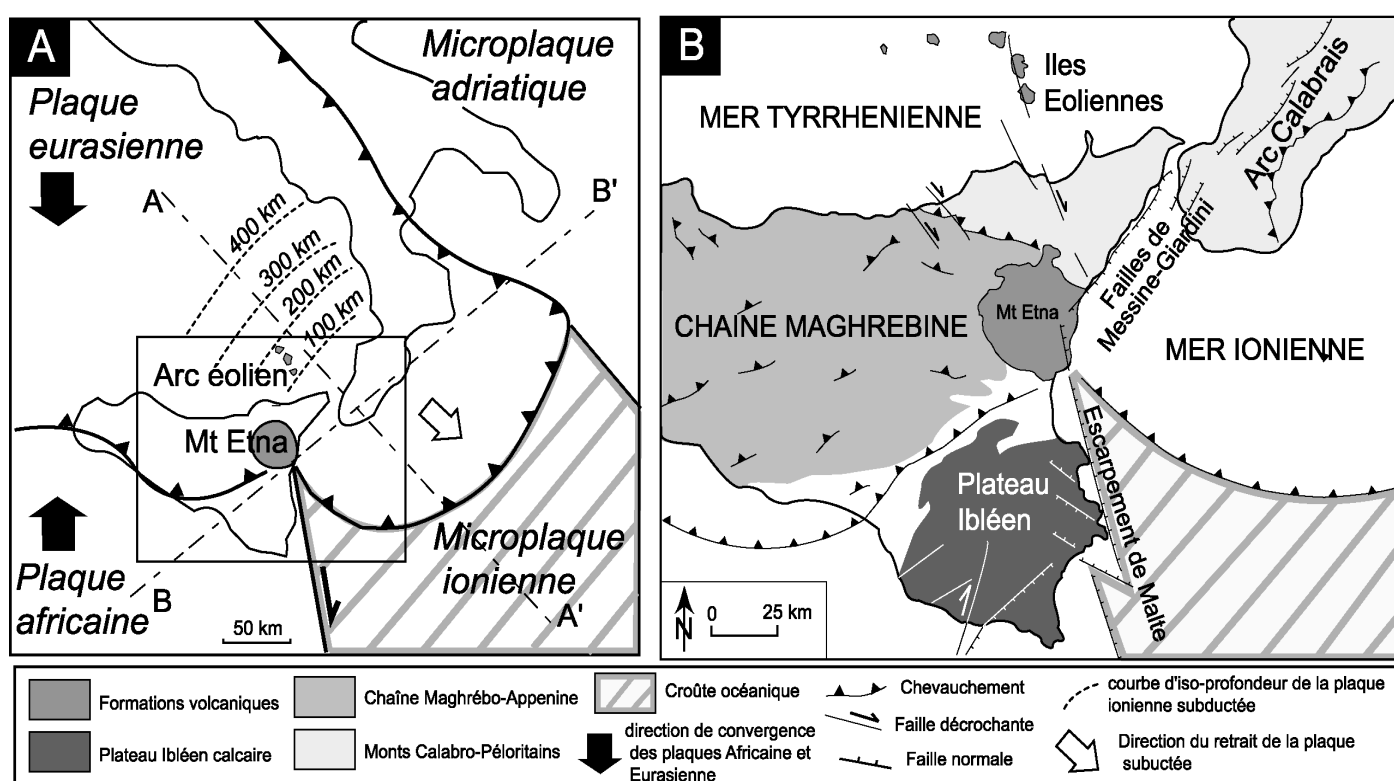 A
Microplaque
adriatique
Plaque
eurasienne
A
B'
400 km
300 km
200 km
100 km
Arc éolien
Mt Etna
Microplaque
ionienne
Plaque
africaine
B
A'
50 km
B
Iles
Eoliennes
MER TYRRHENIENNE
Arc Calabrais
Failles de
Messine-Giardini
Mt Etna
CHAÎNE MAGHREBINE
MER IONIENNE
Plateau
Ibléen
Escarpement de Malte
N
0 25 km
Formations volcaniques
Plateau Ibléen calcaire
Chaîne Maghrébo-Appenine
Monts Calabro-Péloritains
Croûte océanique
direction de convergence
des plaques Africaine et
Eurasienne
Chevauchement
Faille décrochante
Faille normale
courbe d'iso-profondeur de la plaque
ionienne subductée
Direction du retrait de la plaque
subuctée